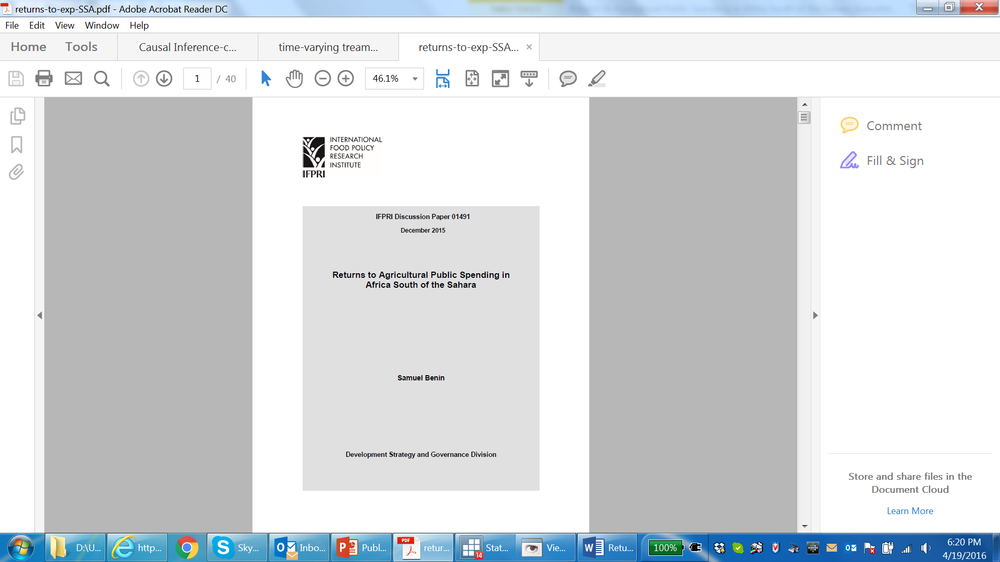 returns-to-exp-SSA.pdf - Adobe Acrobat Reader DC
File Edit View Window Help
Home Tools Causal Inference-c... time-varying tream... returns-to-exp-SSA... ×
1 / 40 46.1%
INTERNATIONAL
FOOD POLICY
RESEARCH
INSTITUTE
IFPRI
IFPRI Discussion Paper 01491
December 2015
Returns to Agricultural Public Spending in
Africa South of the Sahara
Samuel Benin
Development Strategy and Governance Division
Comment
Fill & Sign
Store and share files in the
Document Cloud
Learn More
D:\U... http... Sky... Inbo... Publ... PDF retur... 14 Stat... Vie... Retu... 100%
6:20 PM
4/19/2016